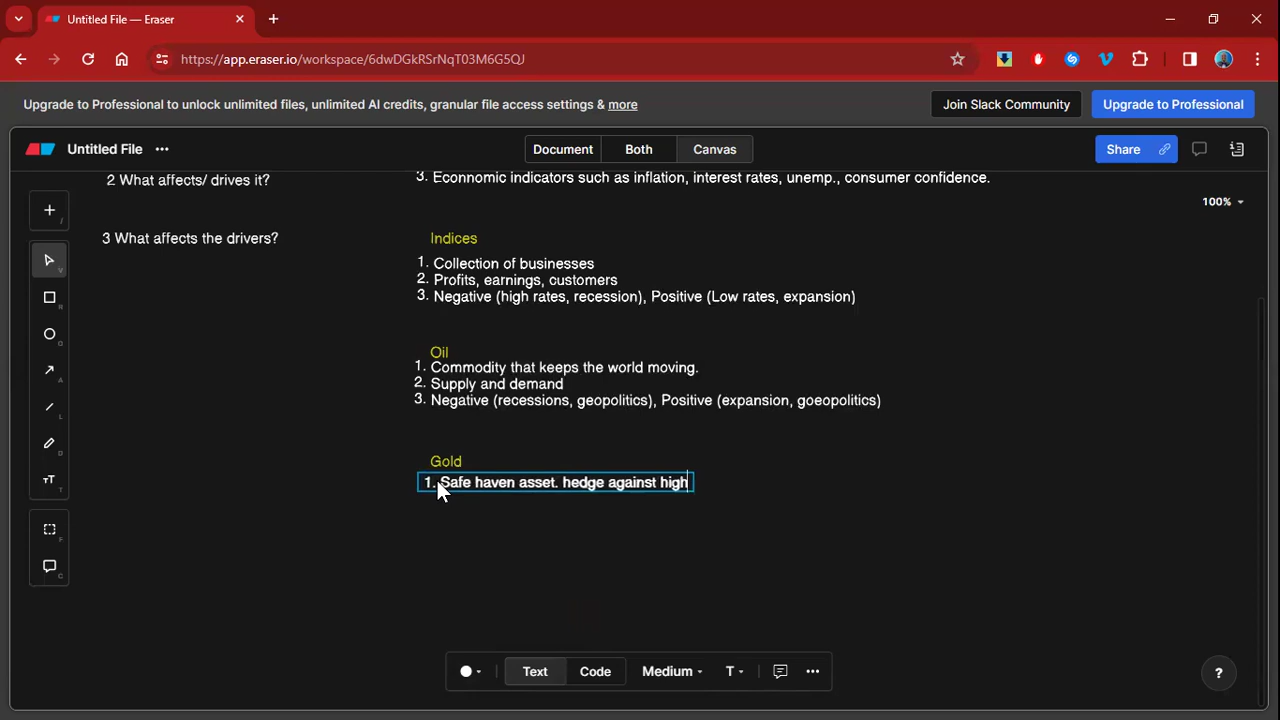 Untitled File — Eraser
https://app.eraser.io/workspace/6dwDGkRSrNqT03M6G5QJ
Upgrade to Professional to unlock unlimited files, unlimited AI credits, granular file access settings & more
Join Slack Community
Upgrade to Professional
Untitled File
Document
Both
Canvas
Share
100%
2 What affects/ drives it?
3. Econnomic indicators such as inflation, interest rates, unemp., consumer confidence.
3 What affects the drivers?
Indices
1. Collection of businesses
2. Profits, earnings, customers
3. Negative (high rates, recession), Positive (Low rates, expansion)
Oil
1. Commodity that keeps the world moving.
2. Supply and demand
3. Negative (recessions, geopolitics), Positive (expansion, goeopolitics)
Gold
1. Safe haven asset. hedge against high
/
V
R
O
A
L
D
T
F
C
Text
Code
Medium
T
?